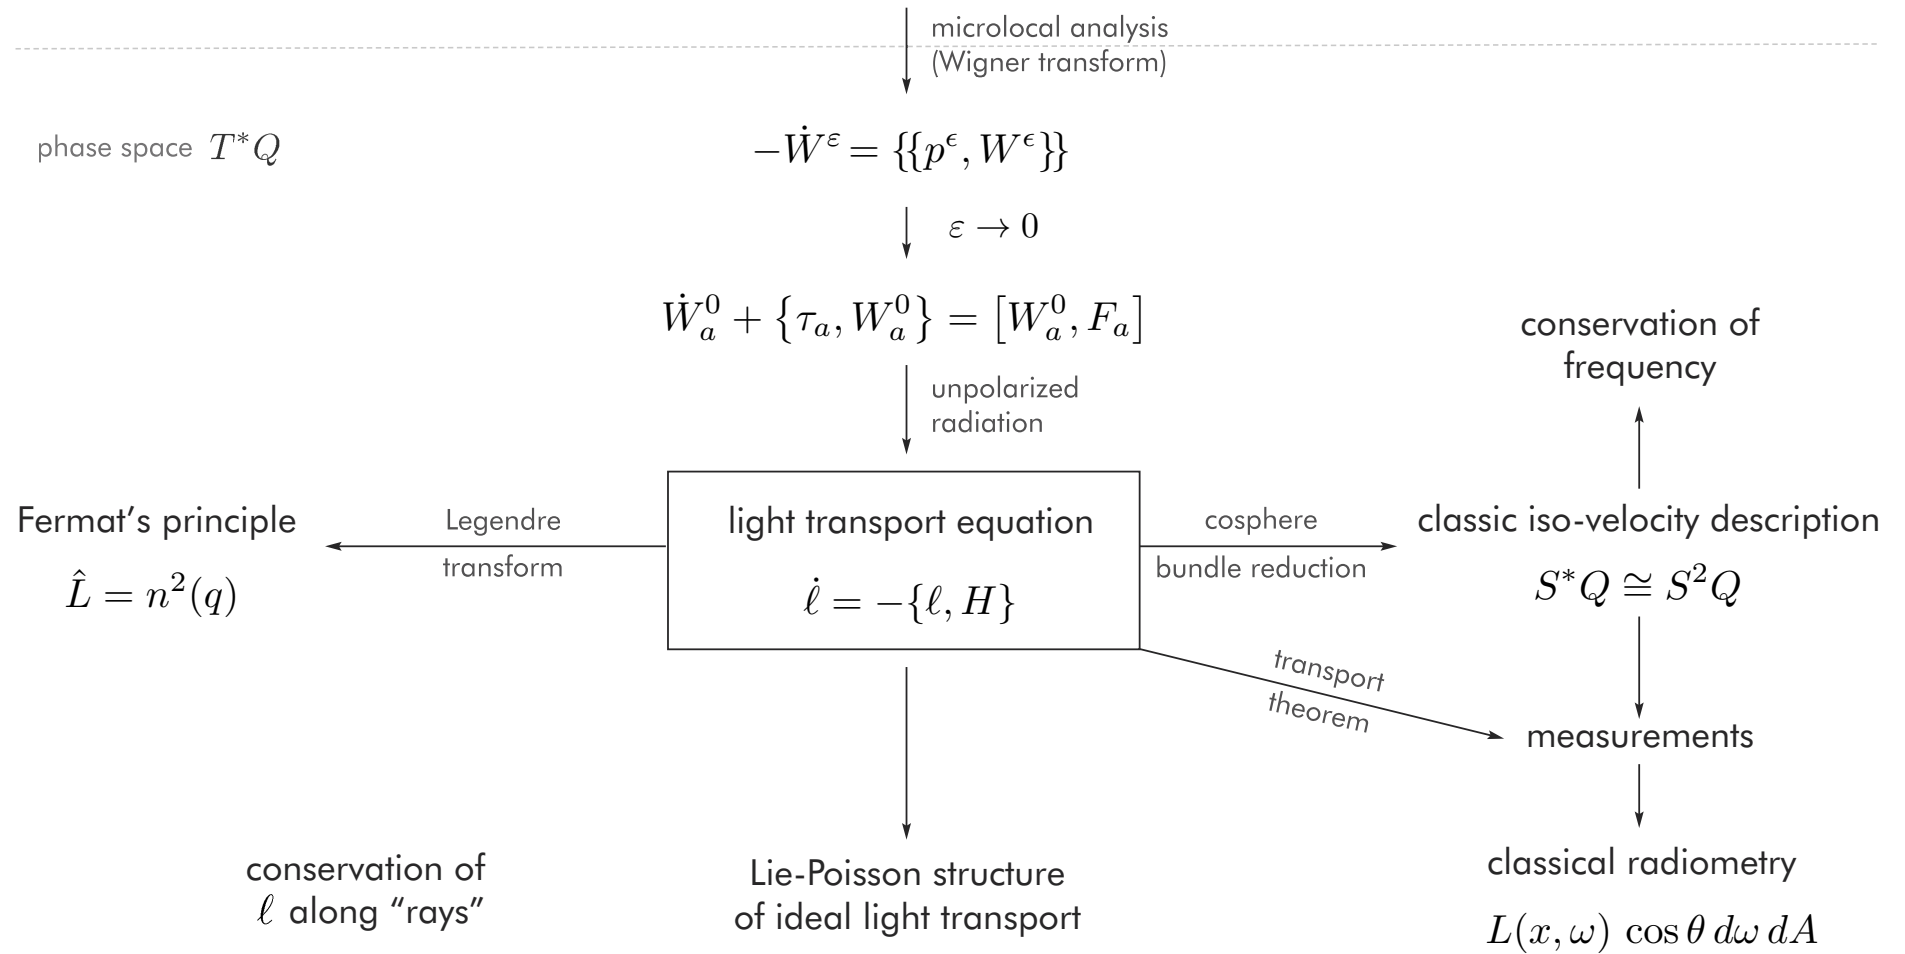 microlocal analysis
(Wigner transform)
phase space T*Q
−Ẇ^ε = {{p^ϵ, W^ϵ}}
ε → 0
Ẇ_a^0 + {τ_a, W_a^0} = [W_a^0, F_a]
conservation of
frequency
unpolarized
radiation
Fermat’s principle
L̂ = n²(q)
Legendre
transform
light transport equation
ℓ̇ = −{ℓ, H}
cosphere
bundle reduction
classic iso-velocity description
S*Q ≅ S²Q
transport
theorem
measurements
conservation of
ℓ along “rays”
Lie-Poisson structure
of ideal light transport
classical radiometry
L(x, ω) cos θ dω dA